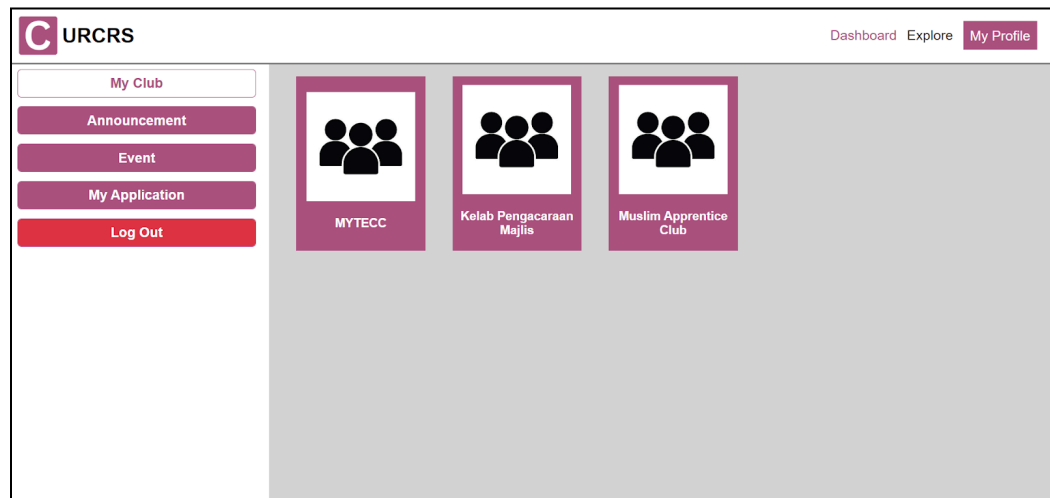 C URCRS
Dashboard Explore My Profile
My Club
Announcement
Event
My Application
Log Out
MYTECC
Kelab Pengacaraan
Majlis
Muslim Apprentice
Club